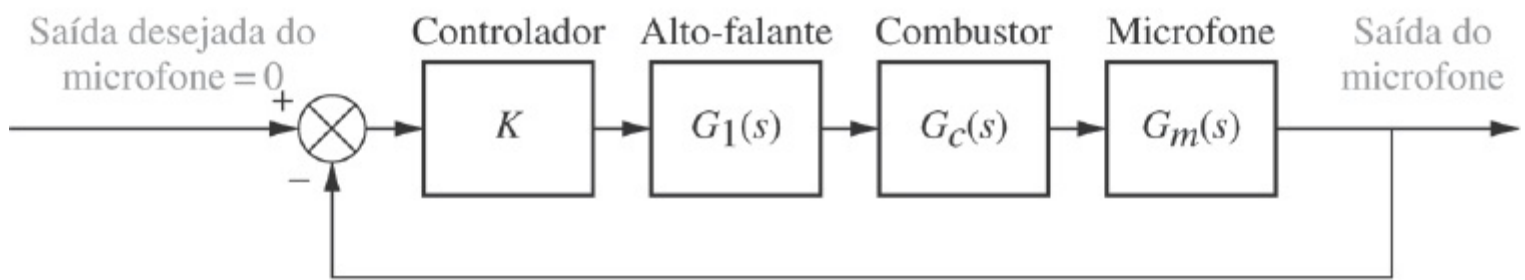 Saída desejada do
microfone = 0
Controlador
Alto-falante
Combustor
Microfone
Saída do
microfone
+
−
K
G1(s)
Gc(s)
Gm(s)